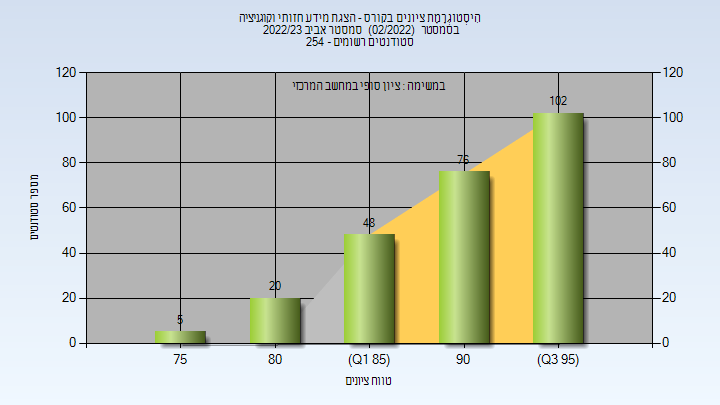 היסטוגרמת ציונים בקורס - הצגת מידע חזותי וקוגניציה
בסמסטר (02/2022) סמסטר אביב 2022/23
סטודנטים רשומים - 254
במשימה : ציון סופי במחשב המרכזי
120 120
100 100
80 80
60 60
40 40
20 20
0 0
102
76
48
20
5
מספר סטודנטים
75 80 (Q1 85) 90 (Q3 95)
טווח ציונים